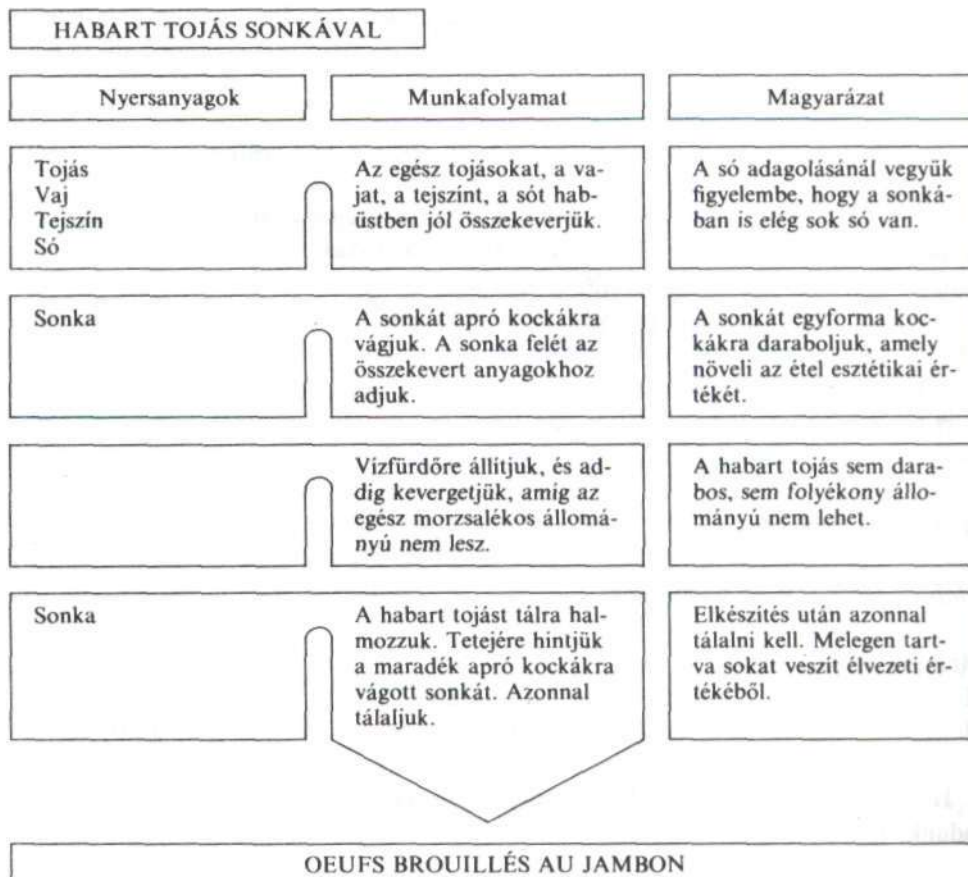 HABART TOJÁS SONKÁVAL
Nyersanyagok
Munkafolyamat
Magyarázat
Tojás
Vaj
Tejszín
Só
Az egész tojásokat, a va-
jat, a tejszínt, a sót hab-
üstben jól összekeverjük.
A só adagolásánál vegyük
figyelembe, hogy a sonká-
ban is elég sok só van.
Sonka
A sonkát apró kockákra
vágjuk. A sonka felét az
összekevert anyagokhoz
adjuk.
A sonkát egyforma koc-
kákra daraboljuk, amely
növeli az étel esztétikai ér-
tékét.
Vízfürdőre állítjuk, és ad-
dig kevergetjük, amíg az
egész morzsalékos állomá-
nyú nem lesz.
A habart tojás sem dara-
bos, sem folyékony állo-
mányú nem lehet.
Sonka
A habart tojást tálra hal-
mozzuk. Tetejére hintjük
a maradék apró kockákra
vágott sonkát. Azonnal
tálaljuk.
Elkészítés után azonnal
tálalni kell. Melegen tart-
va sokat veszít élvezeti ér-
tékéből.
OEUFS BROUILLÉS AU JAMBON